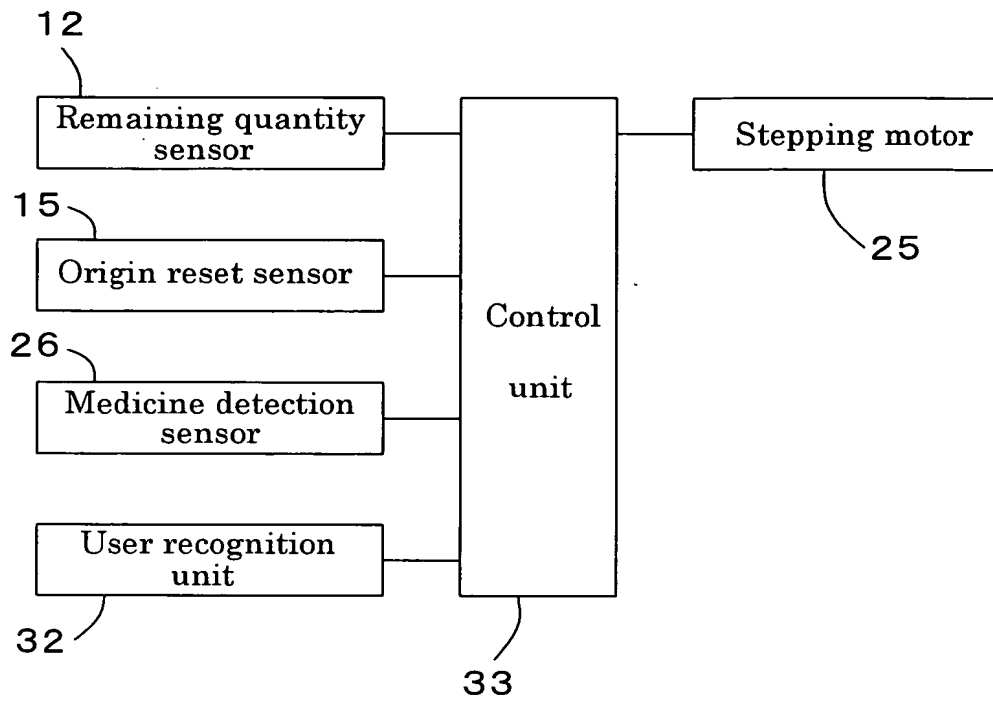 12
Remaining quantity
sensor
Stepping motor
25
15
Origin reset sensor
Control
unit
26
Medicine detection
sensor
User recognition
unit
32
33